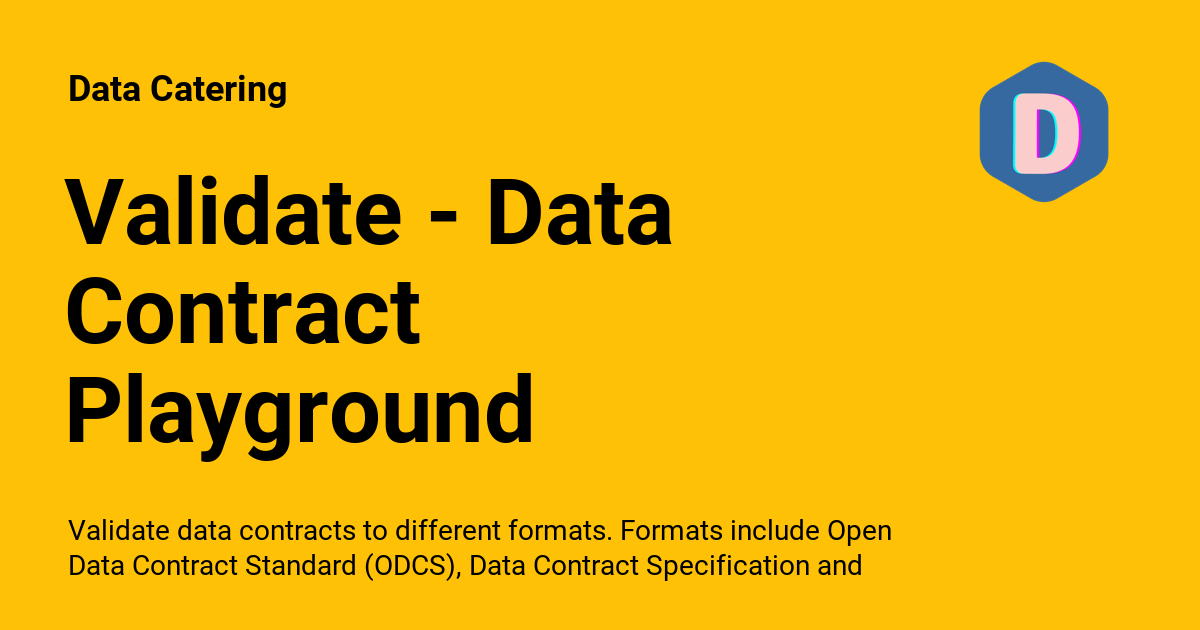 Data Catering
D
Validate - Data
Contract
Playground
Validate data contracts to different formats. Formats include Open
Data Contract Standard (ODCS), Data Contract Specification and